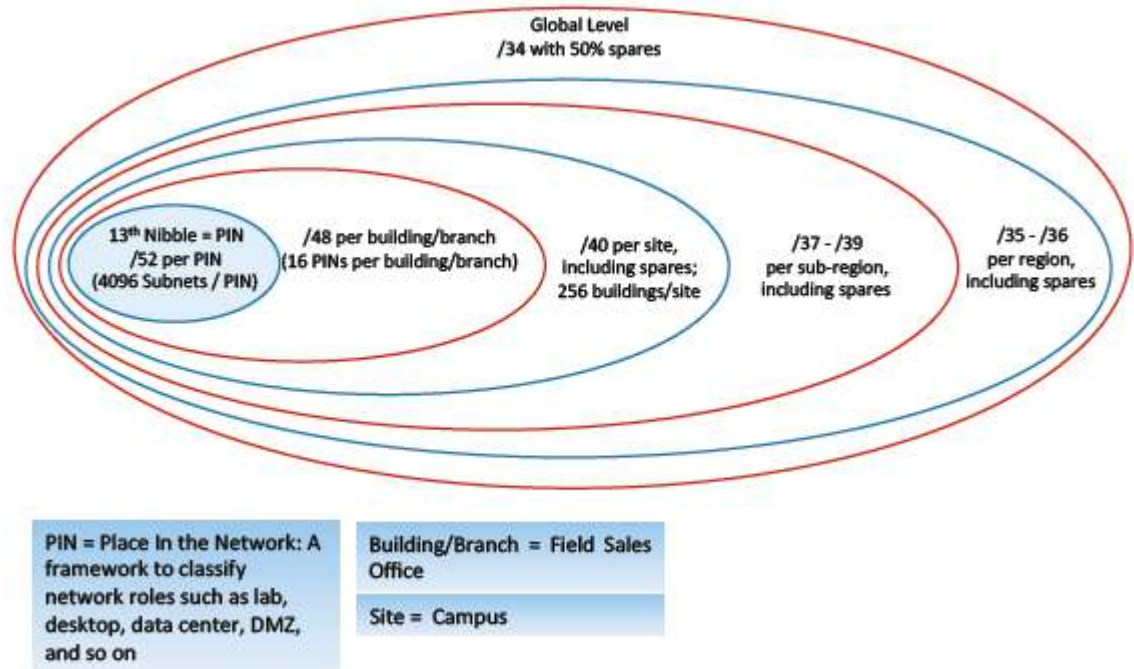 Global Level
/34 with 50% spares
13th Nibble = PIN
/52 per PIN
(4096 Subnets / PIN)
/48 per building/branch
(16 PINs per building/branch)
/40 per site,
including spares;
256 buildings/site
/37 - /39
per sub-region,
including spares
/35 - /36
per region,
including spares
PIN = Place In the Network: A
framework to classify
network roles such as lab,
desktop, data center, DMZ,
and so on
Building/Branch = Field Sales
Office
Site = Campus